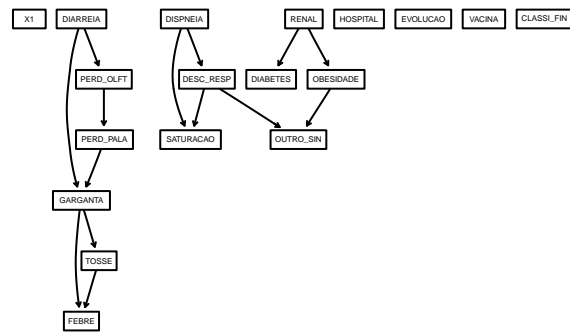 X1
DIARREIA
DISPNEIA
RENAL
HOSPITAL
EVOLUCAO
VACINA
CLASSI_FIN
PERD_OLFT
DESC_RESP
DIABETES
OBESIDADE
PERD_PALA
SATURACAO
OUTRO_SIN
GARGANTA
TOSSE
FEBRE